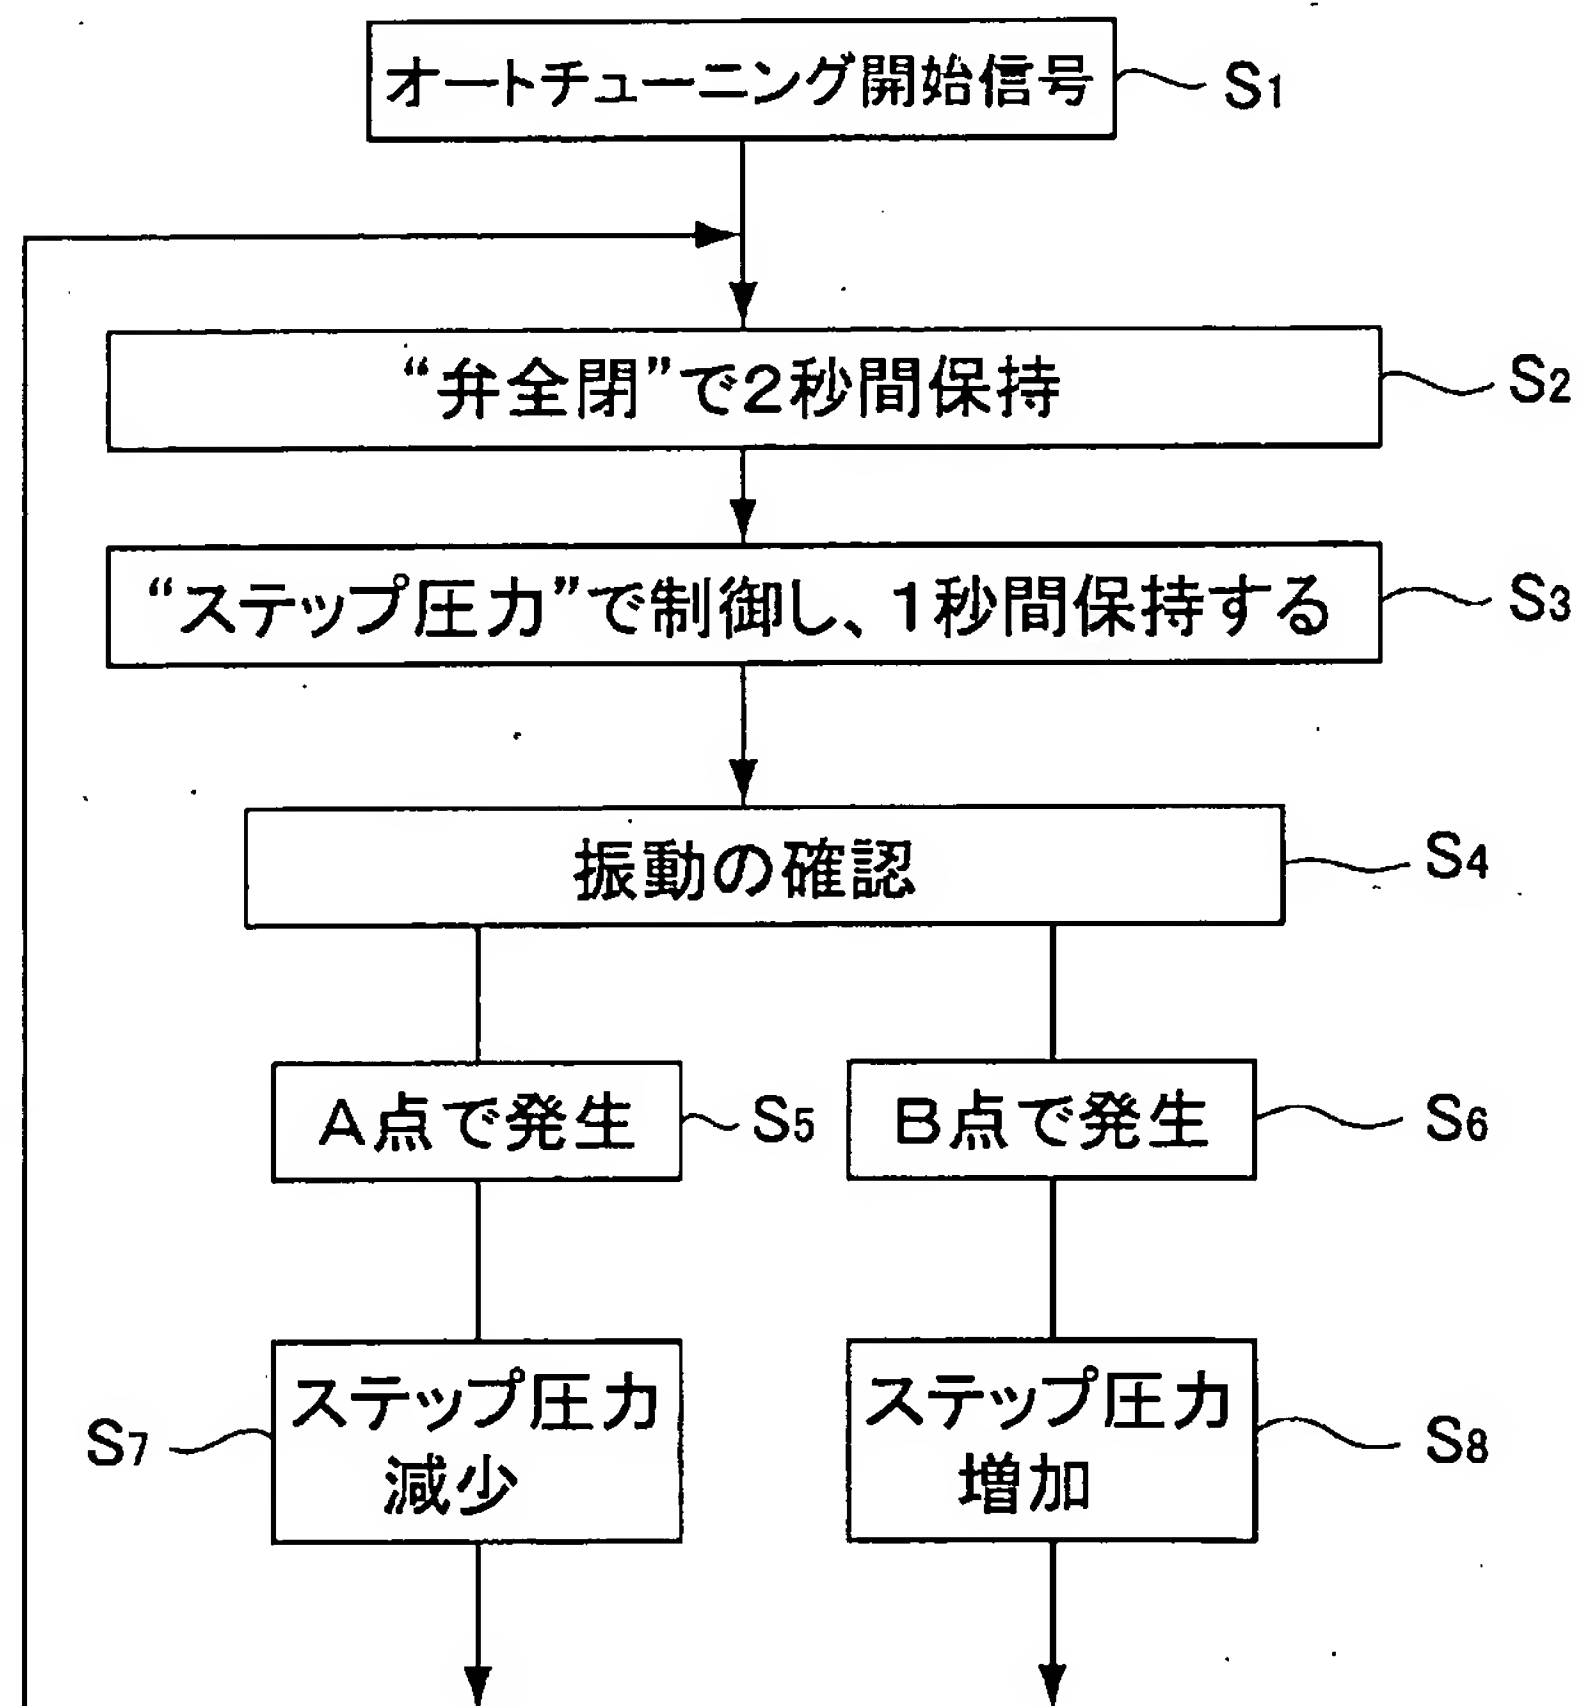 オートチューニング開始信号
S1
“弁全閉”で2秒間保持
S2
“ステップ圧力”で制御し、1秒間保持する
S3
振動の確認
S4
A点で発生
S5
B点で発生
S6
ステップ圧力
減少
S7
ステップ圧力
増加
S8